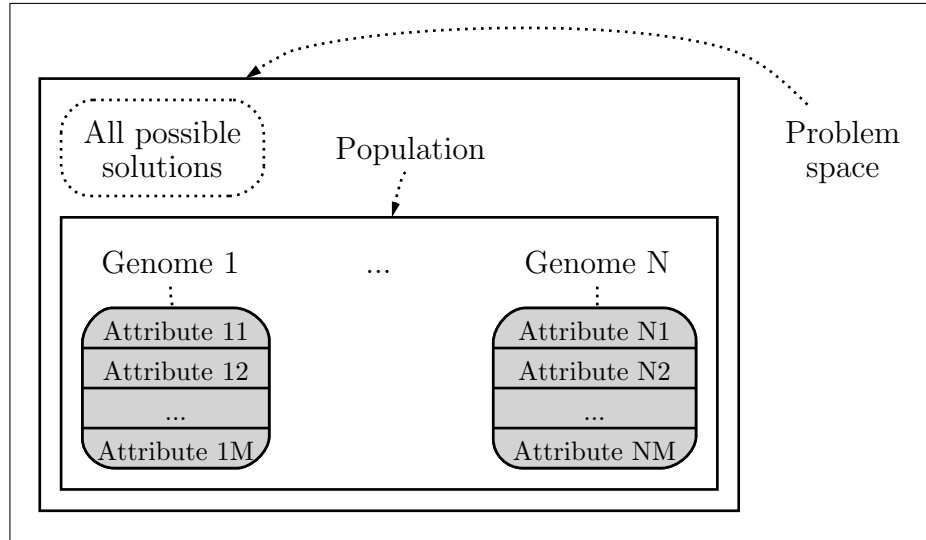 All possible
solutions
Population
Problem
space
Genome 1
...
Genome N
Attribute 11
Attribute 12
...
Attribute 1M
Attribute N1
Attribute N2
...
Attribute NM